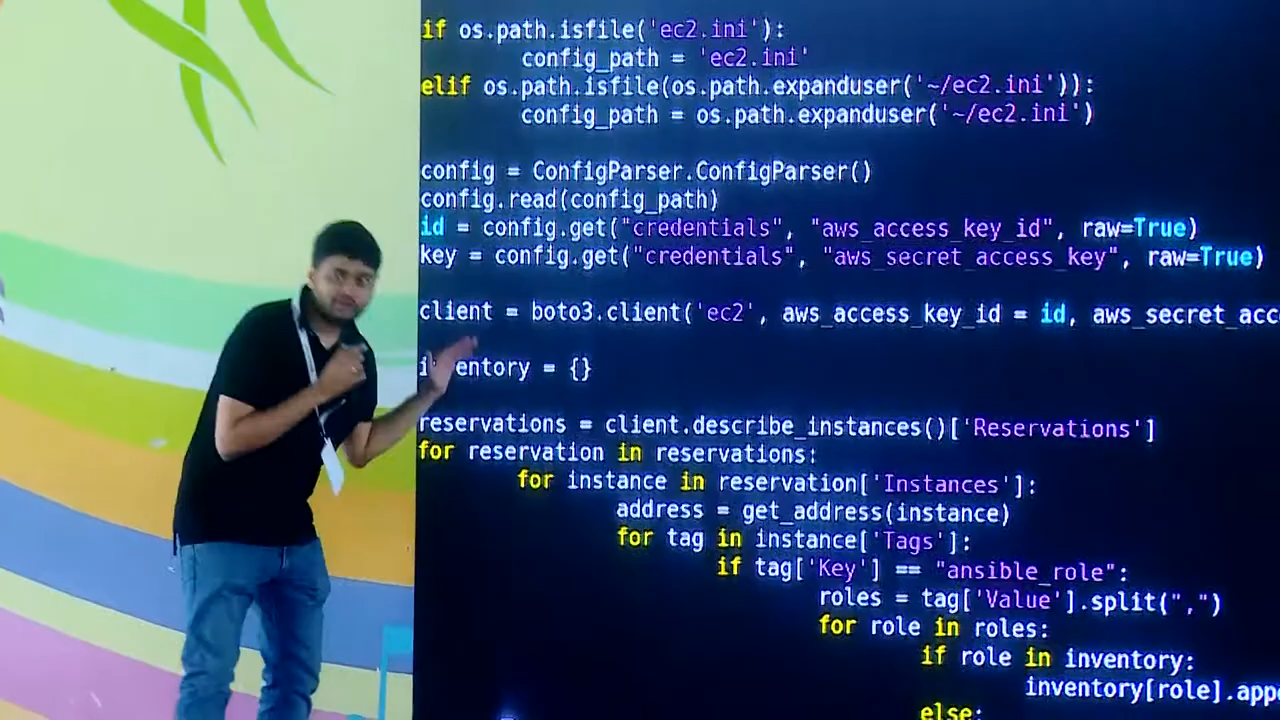 if os.path.isfile('ec2.ini'):
config_path = 'ec2.ini'
elif os.path.isfile(os.path.expanduser('~/ec2.ini')):
config_path = os.path.expanduser('~/ec2.ini')
config = ConfigParser.ConfigParser()
config.read(config_path)
id = config.get("credentials", "aws_access_key_id", raw=True)
key = config.get("credentials", "aws_secret_access_key", raw=True)
client = boto3.client('ec2', aws_access_key_id = id, aws_secret_acc
entory = {}
reservations = client.describe_instances()['Reservations']
for reservation in reservations:
for instance in reservation['Instances']:
address = get_address(instance)
for tag in instance['Tags']:
if tag['Key'] == "ansible_role":
roles = tag['Value'].split(",")
for role in roles:
if role in inventory:
inventory[role].appe
else: